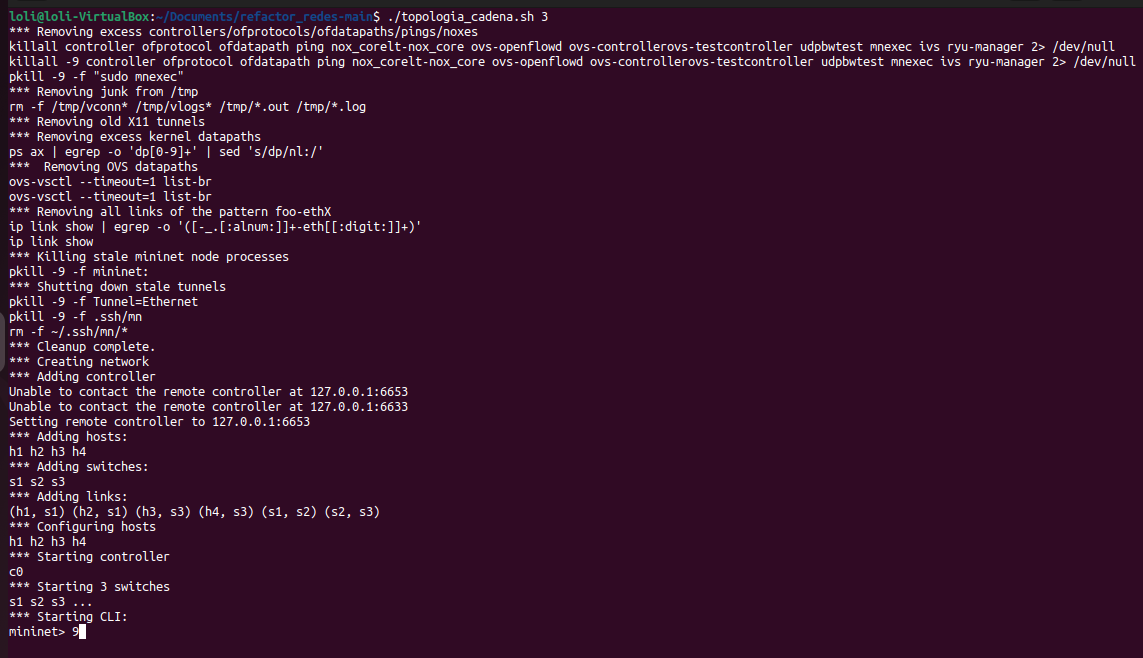 loli@loli-VirtualBox:~/Documents/refactor_redes-main$ ./topologia_cadena.sh 3
*** Removing excess controllers/ofprotocols/ofdatapaths/pings/noxes
killall controller ofprotocol ofdatapath ping nox_corelt-nox_core ovs-openflowd ovs-controllerovs-testcontroller udpbwtest mnexec ivs ryu-manager 2> /dev/null
killall -9 controller ofprotocol ofdatapath ping nox_corelt-nox_core ovs-openflowd ovs-controllerovs-testcontroller udpbwtest mnexec ivs ryu-manager 2> /dev/null
pkill -9 -f "sudo mnexec"
*** Removing junk from /tmp
rm -f /tmp/vconn* /tmp/vlogs* /tmp/*.out /tmp/*.log
*** Removing old X11 tunnels
*** Removing excess kernel datapaths
ps ax | egrep -o 'dp[0-9]+' | sed 's/dp/nl:/'
***  Removing OVS datapaths
ovs-vsctl --timeout=1 list-br
ovs-vsctl --timeout=1 list-br
*** Removing all links of the pattern foo-ethX
ip link show | egrep -o '([-_.[:alnum:]]+-eth[[:digit:]]+)'
ip link show
*** Killing stale mininet node processes
pkill -9 -f mininet:
*** Shutting down stale tunnels
pkill -9 -f Tunnel=Ethernet
pkill -9 -f .ssh/mn
rm -f ~/.ssh/mn/*
*** Cleanup complete.
*** Creating network
*** Adding controller
Unable to contact the remote controller at 127.0.0.1:6653
Unable to contact the remote controller at 127.0.0.1:6633
Setting remote controller to 127.0.0.1:6653
*** Adding hosts:
h1 h2 h3 h4
*** Adding switches:
s1 s2 s3
*** Adding links:
(h1, s1) (h2, s1) (h3, s3) (h4, s3) (s1, s2) (s2, s3)
*** Configuring hosts
h1 h2 h3 h4
*** Starting controller
c0
*** Starting 3 switches
s1 s2 s3 ...
*** Starting CLI:
mininet> 9